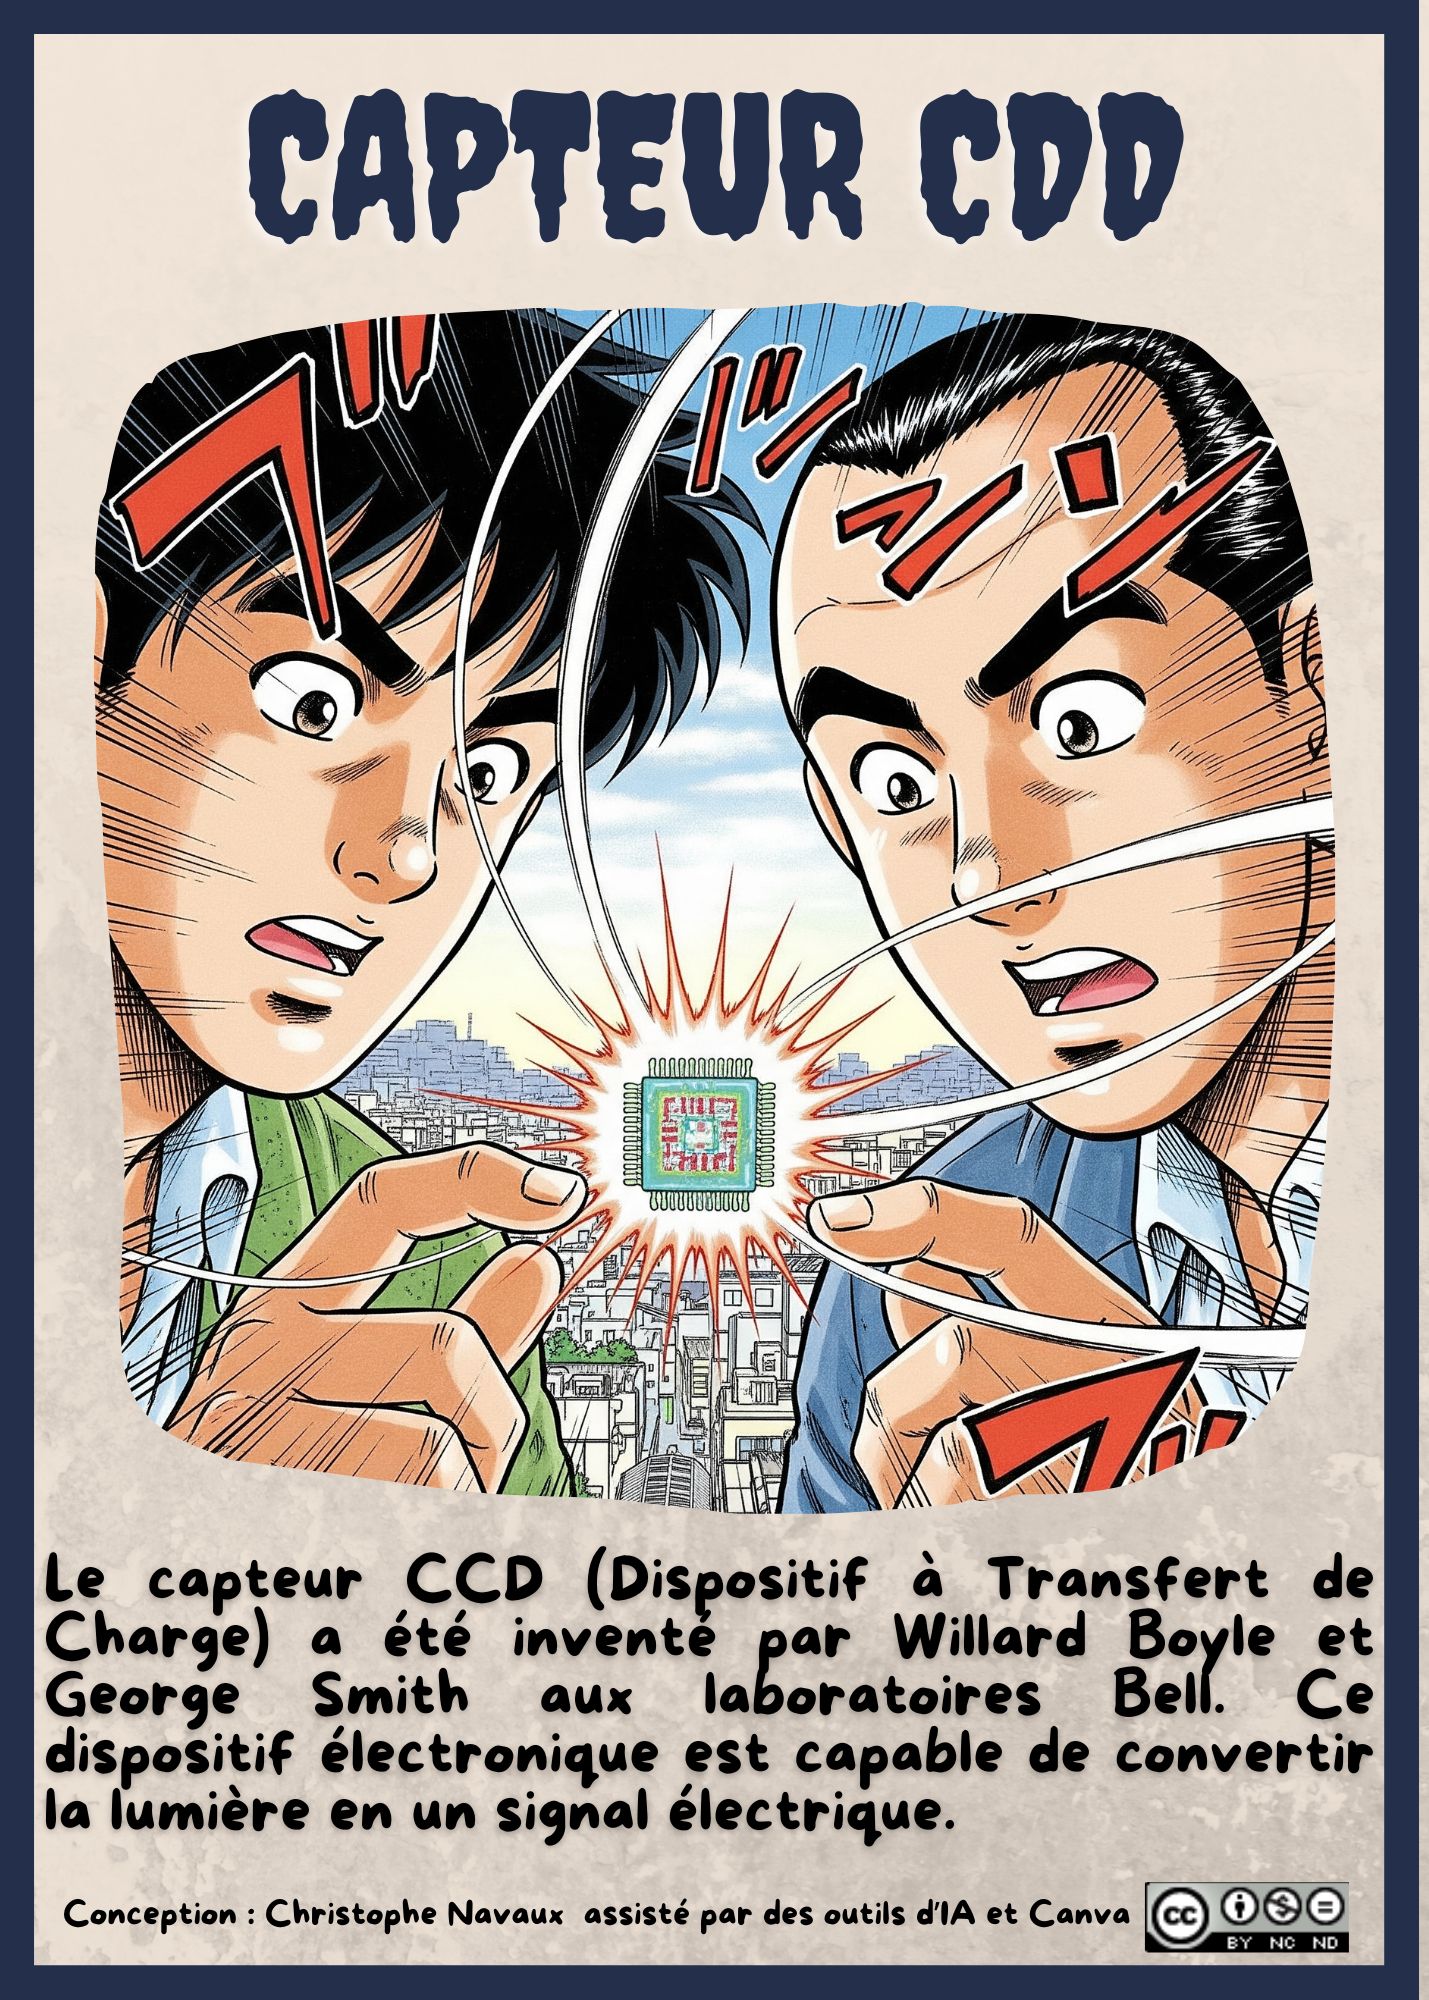 CAPTEUR CDD
Le capteur CCD (Dispositif à Transfert de
Charge) a été inventé par Willard Boyle et
George Smith aux laboratoires Bell. Ce
dispositif électronique est capable de convertir
la lumière en un signal électrique.
Conception : Christophe Navaux assisté par des outils d'IA et Canva
cc
BY NC ND